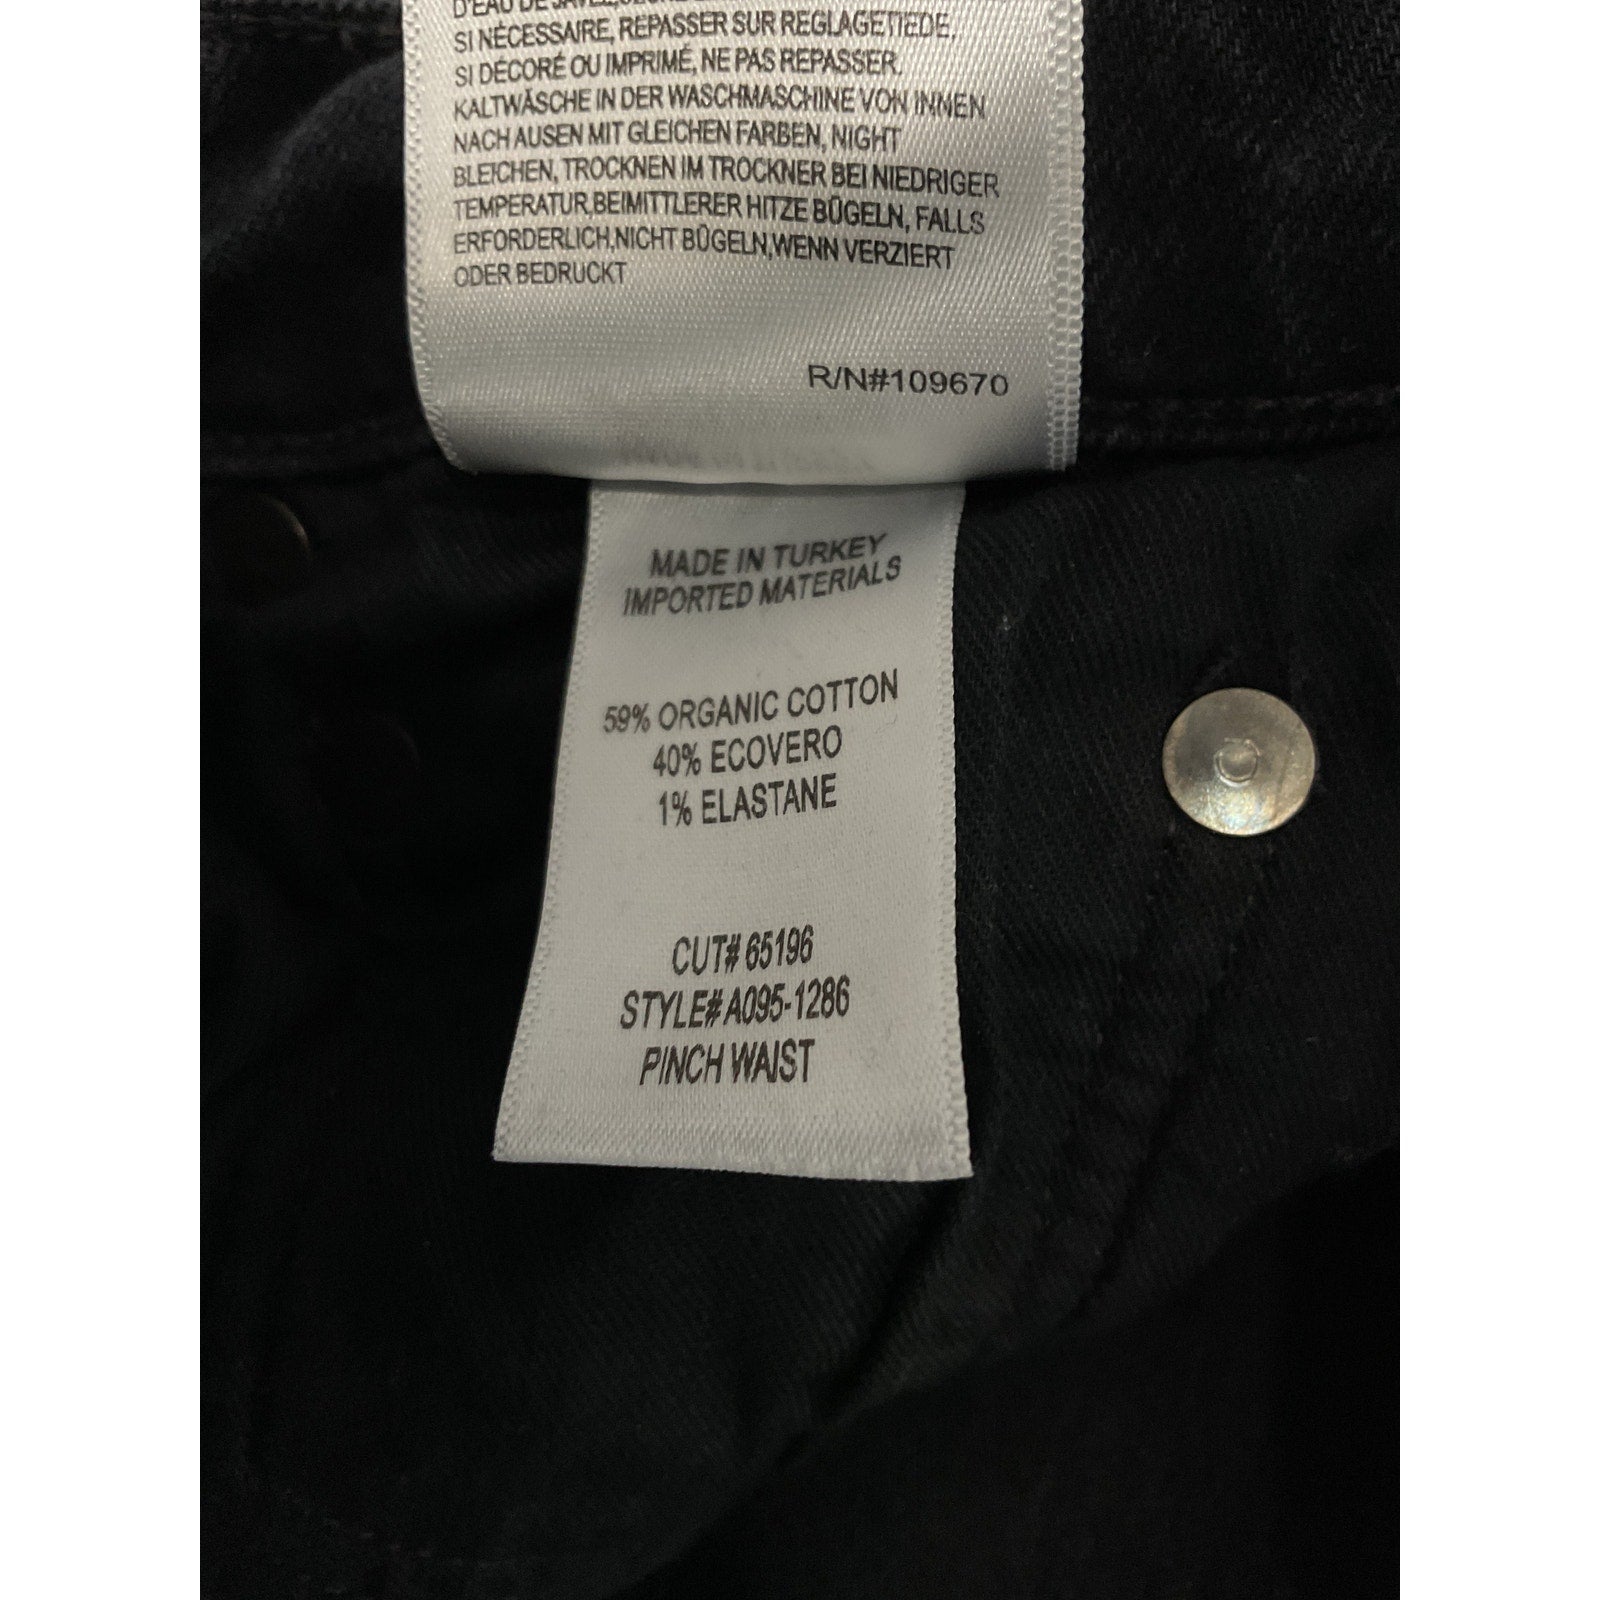 D'EAU DE JAVEL,
SI NÉCESSAIRE, REPASSER SUR REGLAGETIEDE,
SI DÉCORÉ OU IMPRIMÉ, NE PAS REPASSER.
KALTWÄSCHE IN DER WASCHMASCHINE VON INNEN
NACH AUSEN MIT GLEICHEN FARBEN, NIGHT
BLEICHEN, TROCKNEN IM TROCKNER BEI NIEDRIGER
TEMPERATUR,BEIMITTLERER HITZE BÜGELN, FALLS
ERFORDERLICH,NICHT BÜGELN,WENN VERZIERT
ODER BEDRUCKT
R/N#109670
MADE IN TURKEY
IMPORTED MATERIALS
59% ORGANIC COTTON
40% ECOVERO
1% ELASTANE
CUT# 65196
STYLE# A095-1286
PINCH WAIST